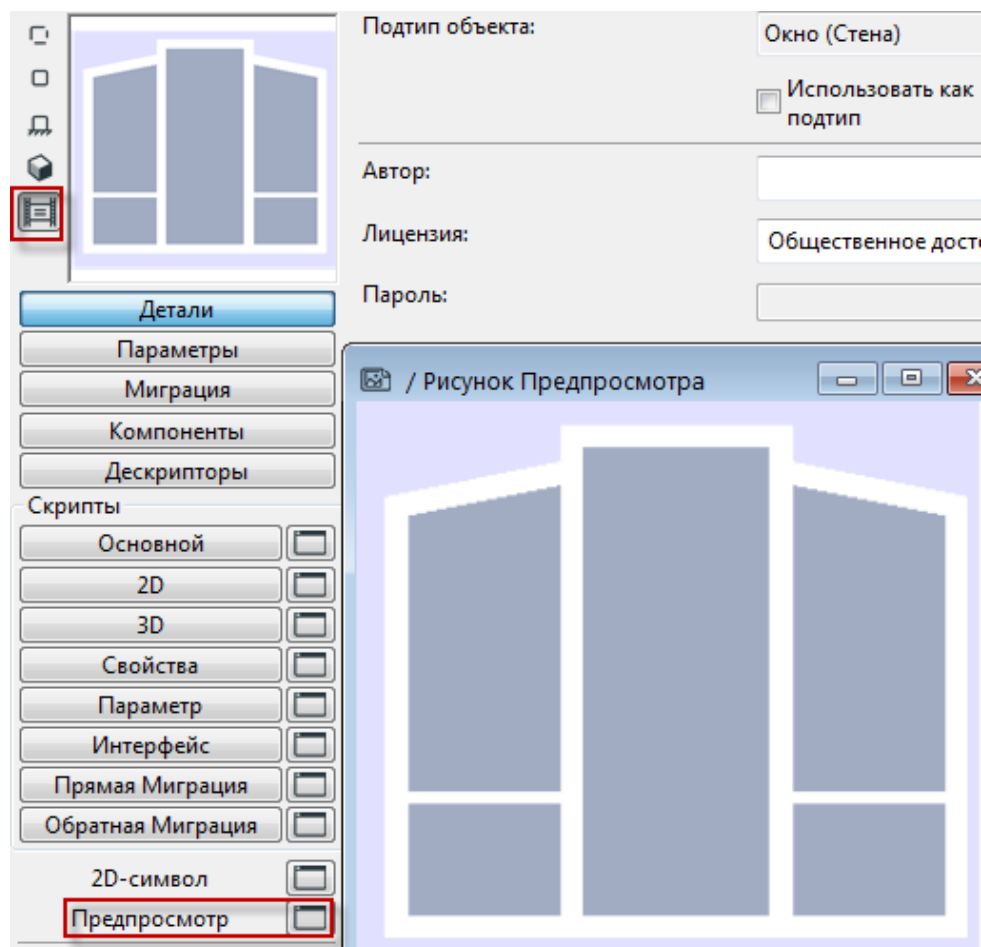 Подтип объекта:
Окно (Стена)
Использовать как
подтип
Автор:
Лицензия:
Общественное дост
Пароль:
Детали
Параметры
Миграция
Компоненты
Дескрипторы
Скрипты
Основной
2D
3D
Свойства
Параметр
Интерфейс
Прямая Миграция
Обратная Миграция
2D-символ
Предпросмотр
/ Рисунок Предпросмотра